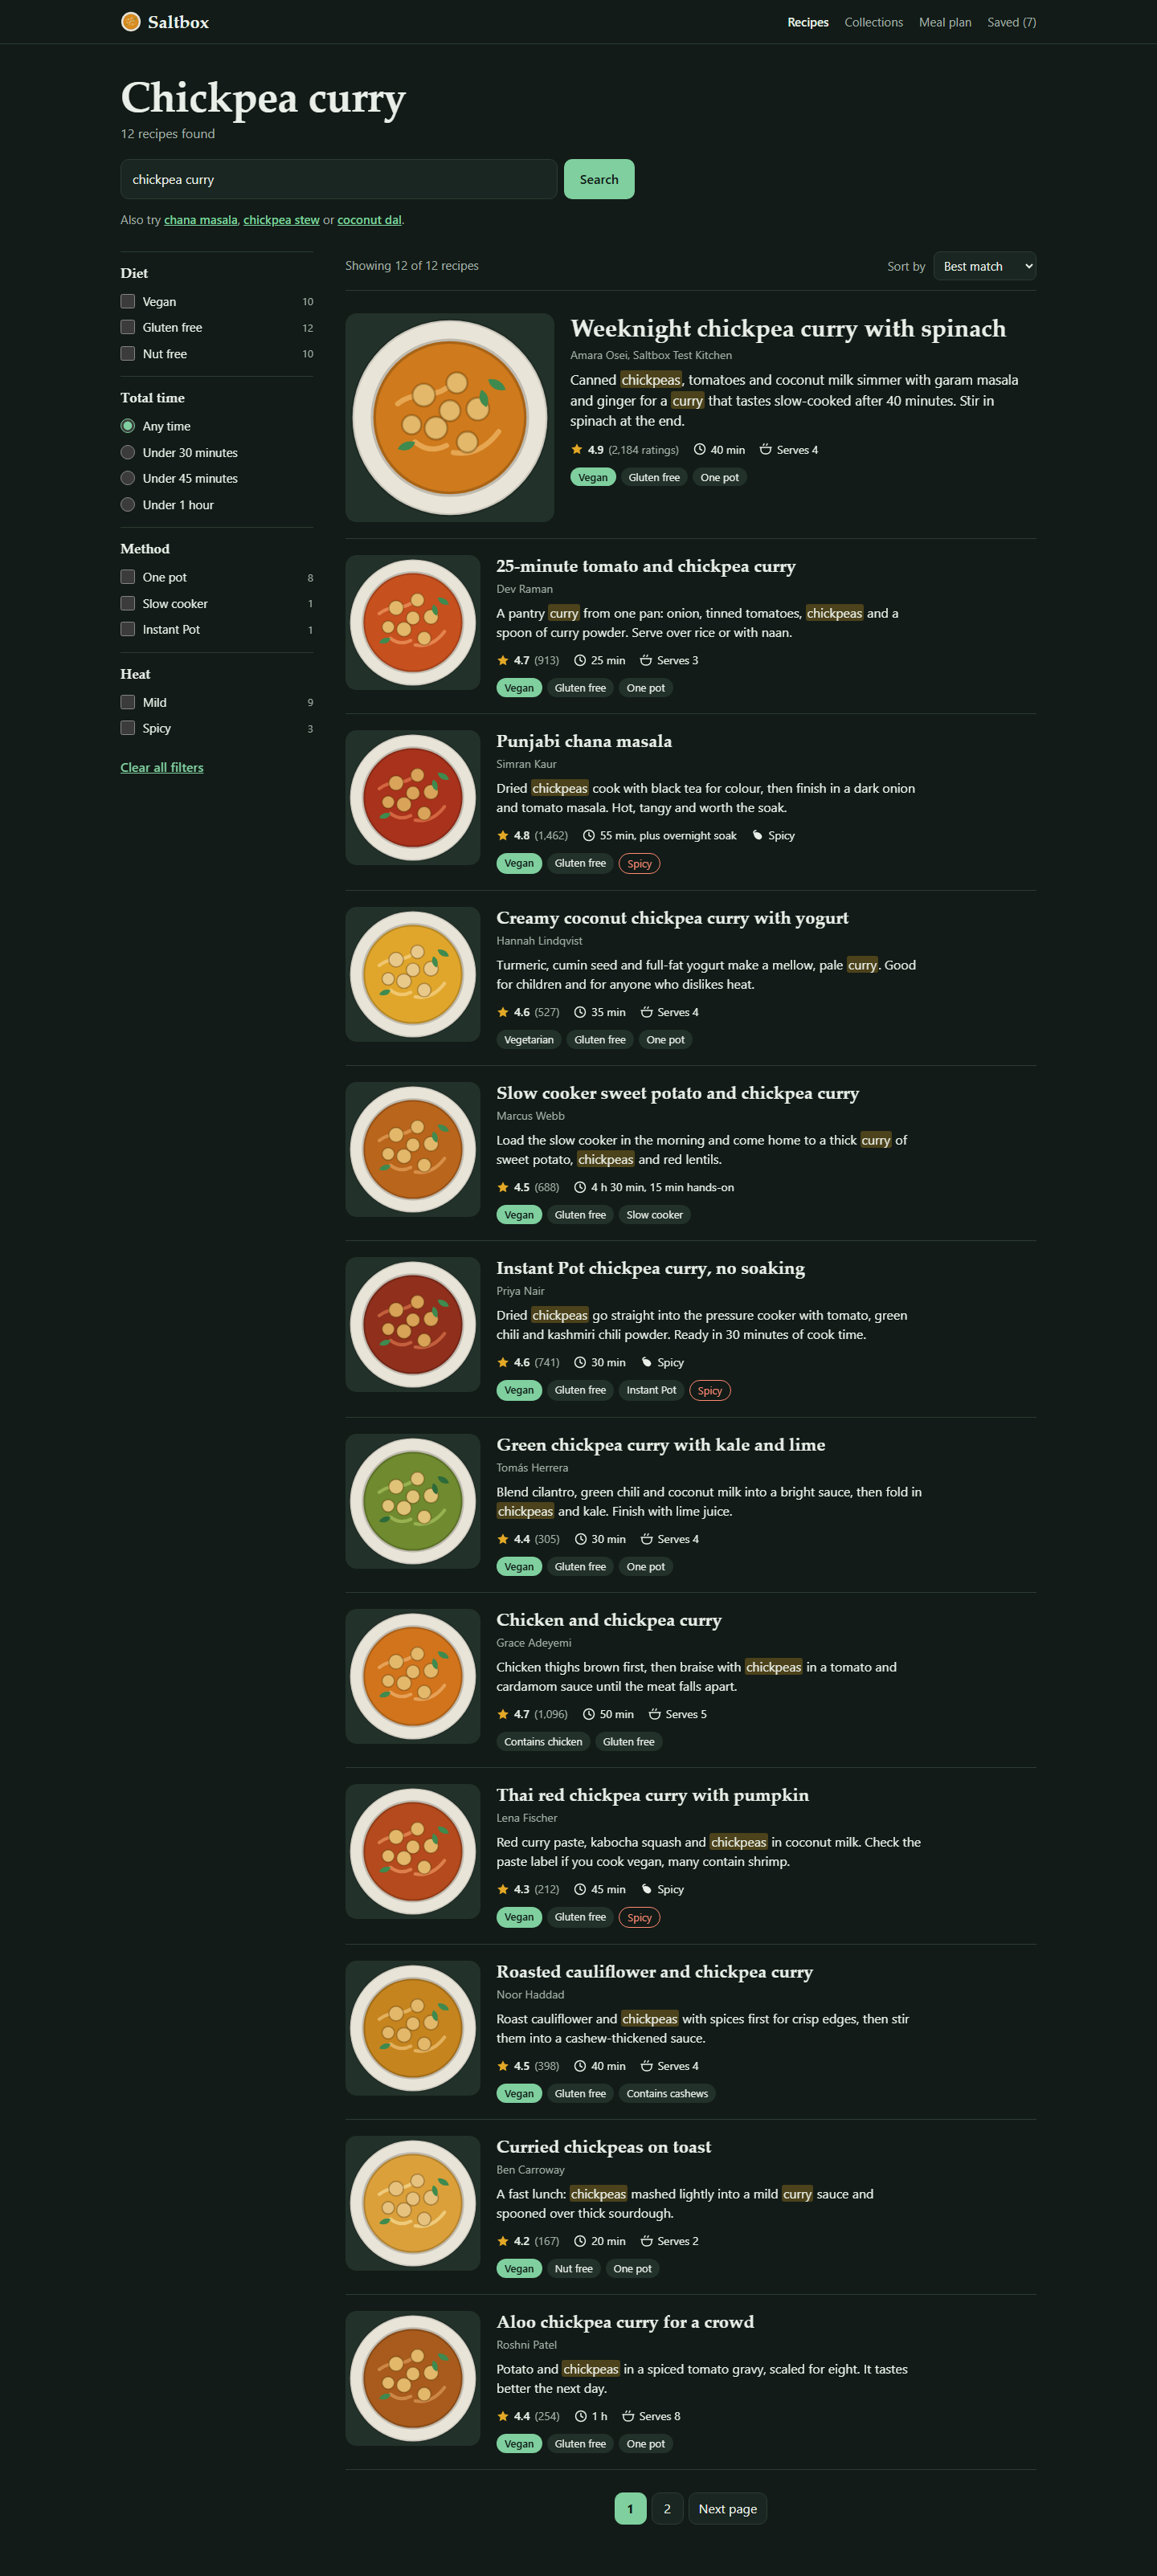 Saltbox
Recipes
Collections
Meal plan
Saved (7)
Chickpea curry
12 recipes found
chickpea curry
Search
Also try chana masala, chickpea stew or coconut dal.
Diet
Vegan 10
Gluten free 12
Nut free 10
Total time
Any time
Under 30 minutes
Under 45 minutes
Under 1 hour
Method
One pot 8
Slow cooker 1
Instant Pot 1
Heat
Mild 9
Spicy 3
Clear all filters
Showing 12 of 12 recipes
Sort by Best match
Weeknight chickpea curry with spinach
Amara Osei, Saltbox Test Kitchen
Canned chickpeas, tomatoes and coconut milk simmer with garam masala
and ginger for a curry that tastes slow-cooked after 40 minutes. Stir in
spinach at the end.
4.9 (2,184 ratings) 40 min Serves 4
Vegan Gluten free One pot
25-minute tomato and chickpea curry
Dev Raman
A pantry curry from one pan: onion, tinned tomatoes, chickpeas and a
spoon of curry powder. Serve over rice or with naan.
4.7 (913) 25 min Serves 3
Vegan Gluten free One pot
Punjabi chana masala
Simran Kaur
Dried chickpeas cook with black tea for colour, then finish in a dark onion
and tomato masala. Hot, tangy and worth the soak.
4.8 (1,462) 55 min, plus overnight soak Spicy
Vegan Gluten free Spicy
Creamy coconut chickpea curry with yogurt
Hannah Lindqvist
Turmeric, cumin seed and full-fat yogurt make a mellow, pale curry. Good
for children and for anyone who dislikes heat.
4.6 (527) 35 min Serves 4
Vegetarian Gluten free One pot
Slow cooker sweet potato and chickpea curry
Marcus Webb
Load the slow cooker in the morning and come home to a thick curry of
sweet potato, chickpeas and red lentils.
4.5 (688) 4 h 30 min, 15 min hands-on
Vegan Gluten free Slow cooker
Instant Pot chickpea curry, no soaking
Priya Nair
Dried chickpeas go straight into the pressure cooker with tomato, green
chili and kashmiri chili powder. Ready in 30 minutes of cook time.
4.6 (741) 30 min Spicy
Vegan Gluten free Instant Pot Spicy
Green chickpea curry with kale and lime
Tomás Herrera
Blend cilantro, green chili and coconut milk into a bright sauce, then fold in
chickpeas and kale. Finish with lime juice.
4.4 (305) 30 min Serves 4
Vegan Gluten free One pot
Chicken and chickpea curry
Grace Adeyemi
Chicken thighs brown first, then braise with chickpeas in a tomato and
cardamom sauce until the meat falls apart.
4.7 (1,096) 50 min Serves 5
Contains chicken Gluten free
Thai red chickpea curry with pumpkin
Lena Fischer
Red curry paste, kabocha squash and chickpeas in coconut milk. Check the
paste label if you cook vegan, many contain shrimp.
4.3 (212) 45 min Spicy
Vegan Gluten free Spicy
Roasted cauliflower and chickpea curry
Noor Haddad
Roast cauliflower and chickpeas with spices first for crisp edges, then stir
them into a cashew-thickened sauce.
4.5 (398) 40 min Serves 4
Vegan Gluten free Contains cashews
Curried chickpeas on toast
Ben Carroway
A fast lunch: chickpeas mashed lightly into a mild curry sauce and
spooned over thick sourdough.
4.2 (167) 20 min Serves 2
Vegan Nut free One pot
Aloo chickpea curry for a crowd
Roshni Patel
Potato and chickpeas in a spiced tomato gravy, scaled for eight. It tastes
better the next day.
4.4 (254) 1 h Serves 8
Vegan Gluten free One pot
1 2 Next page